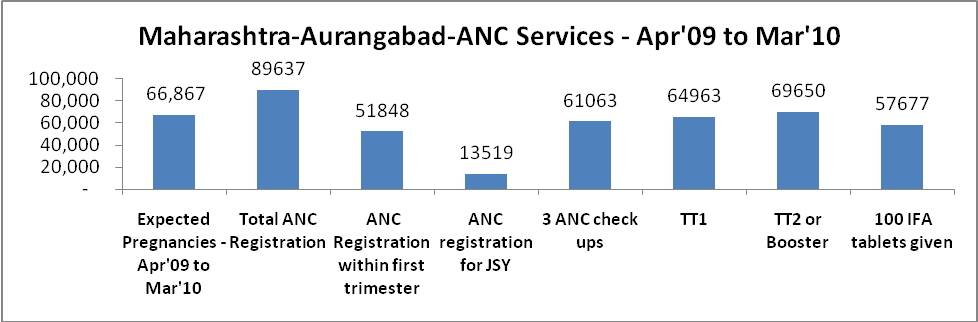 Maharashtra-Aurangabad-ANC Services - Apr'09 to Mar'10
100,000
80,000
60,000
40,000
20,000
-
66,867
89637
51848
13519
61063
64963
69650
57677
Expected
Pregnancies -
Apr'09 to
Mar'10
Total ANC
Registration
ANC
Registration
within first
trimester
ANC
registration
for JSY
3 ANC check
ups
TT1
TT2 or
Booster
100 IFA
tablets given